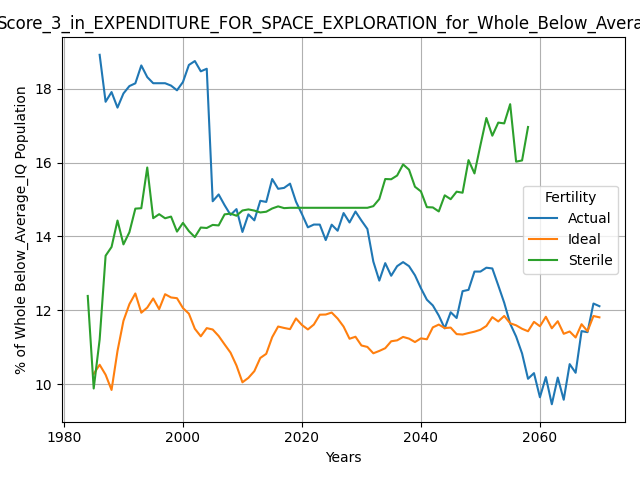 Score_3_in_EXPENDITURE_FOR_SPACE_EXPLORATION_for_Whole_Below_Avera
% of Whole Below_Average_IQ Population
18
16
14
12
10
Fertility
Actual
Ideal
Sterile
1980
2000
2020
2040
2060
Years